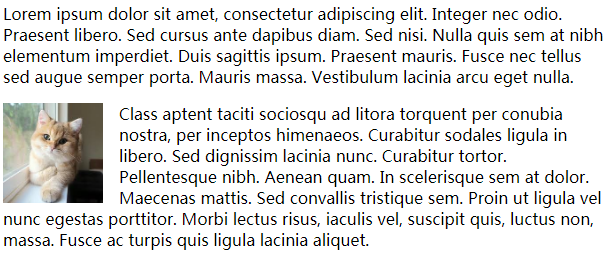 Lorem ipsum dolor sit amet, consectetur adipiscing elit. Integer nec odio.
Praesent libero. Sed cursus ante dapibus diam. Sed nisi. Nulla quis sem at nibh
elementum imperdiet. Duis sagittis ipsum. Praesent mauris. Fusce nec tellus
sed augue semper porta. Mauris massa. Vestibulum lacinia arcu eget nulla.
Class aptent taciti sociosqu ad litora torquent per conubia
nostra, per inceptos himenaeos. Curabitur sodales ligula in
libero. Sed dignissim lacinia nunc. Curabitur tortor.
Pellentesque nibh. Aenean quam. In scelerisque sem at dolor.
Maecenas mattis. Sed convallis tristique sem. Proin ut ligula vel
nunc egestas porttitor. Morbi lectus risus, iaculis vel, suscipit quis, luctus non,
massa. Fusce ac turpis quis ligula lacinia aliquet.